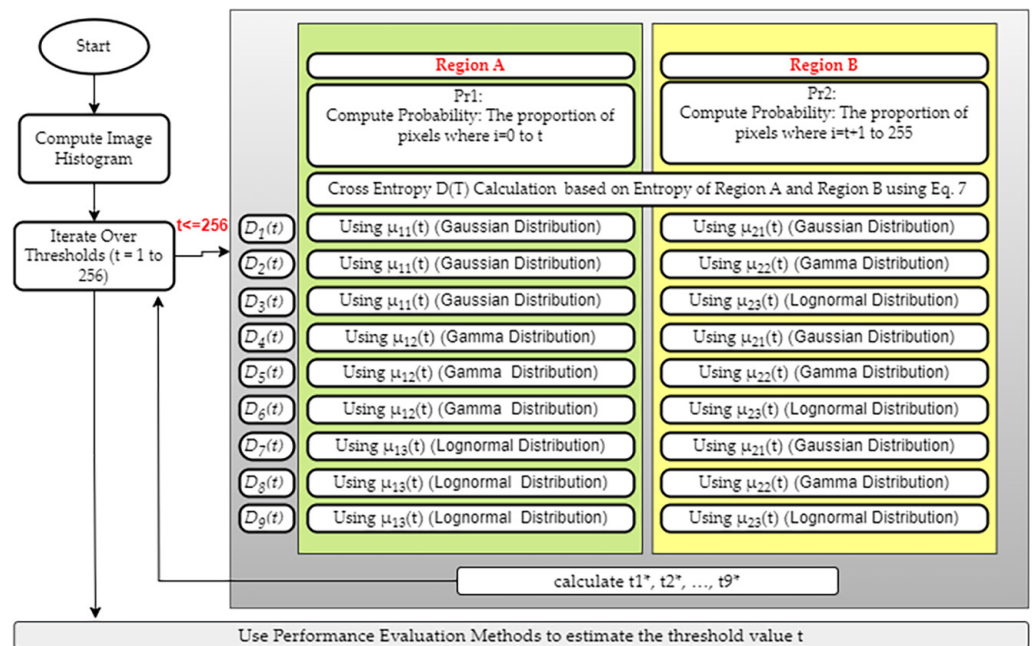 Start
Compute Image
Histogram
Iterate Over
Thresholds (t = 1 to
256)
t<=256
Region A
Region B
Pr1:
Compute Probability: The proportion of
pixels where i=0 to t
Pr2:
Compute Probability: The proportion of
pixels where i=t+1 to 255
Cross Entropy D(T) Calculation based on Entropy of Region A and Region B using Eq. 7
D₁(t) Using μ₁₁(t) (Gaussian Distribution) Using μ₂₁(t) (Gaussian Distribution)
D₂(t) Using μ₁₁(t) (Gaussian Distribution) Using μ₂₂(t) (Gamma Distribution)
D₃(t) Using μ₁₁(t) (Gaussian Distribution) Using μ₂₃(t) (Lognormal Distribution)
D₄(t) Using μ₁₂(t) (Gamma Distribution) Using μ₂₁(t) (Gaussian Distribution)
D₅(t) Using μ₁₂(t) (Gamma Distribution) Using μ₂₂(t) (Gamma Distribution)
D₆(t) Using μ₁₂(t) (Gamma Distribution) Using μ₂₃(t) (Lognormal Distribution)
D₇(t) Using μ₁₃(t) (Lognormal Distribution) Using μ₂₁(t) (Gaussian Distribution)
D₈(t) Using μ₁₃(t) (Lognormal Distribution) Using μ₂₂(t) (Gamma Distribution)
D₉(t) Using μ₁₃(t) (Lognormal Distribution) Using μ₂₃(t) (Lognormal Distribution)
calculate t1*, t2*, ..., t9*
Use Performance Evaluation Methods to estimate the threshold value t